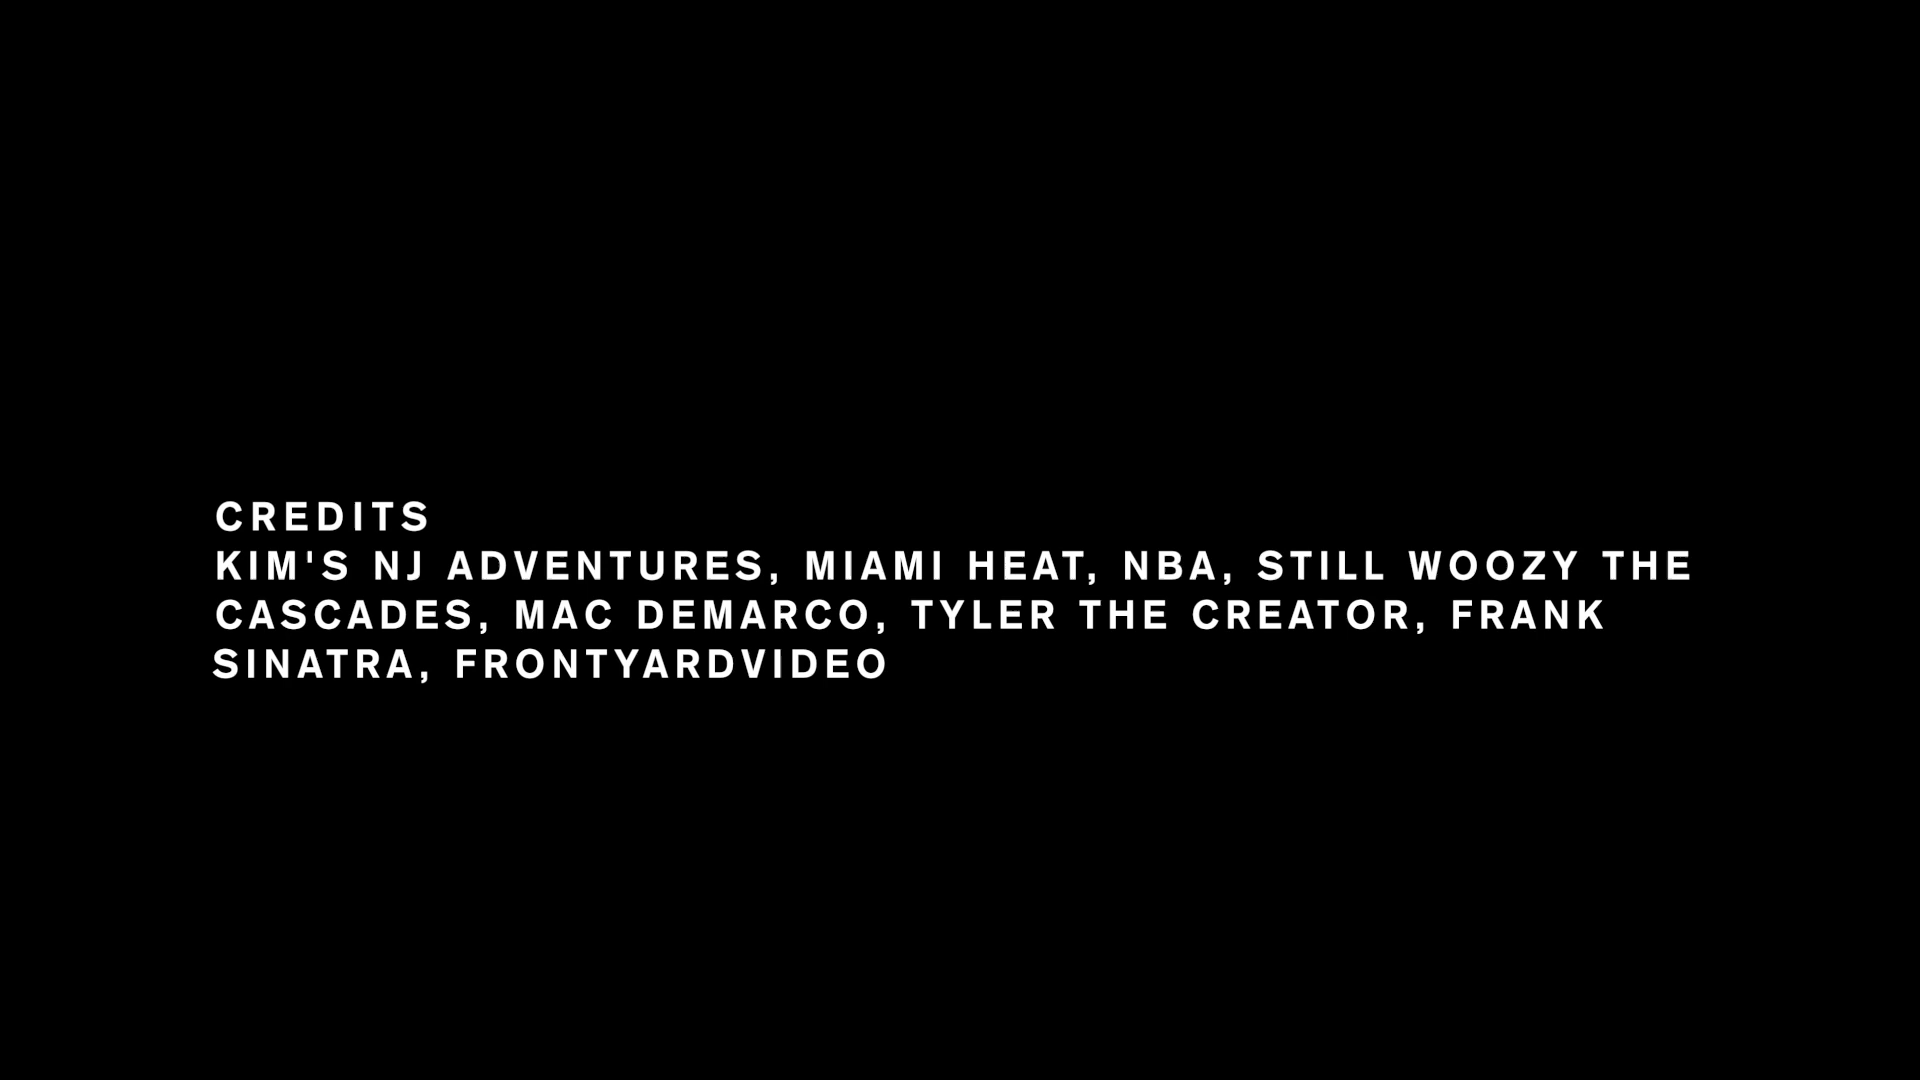 CREDITS
KIM'S NJ ADVENTURES, MIAMI HEAT, NBA, STILL WOOZY THE
CASCADES, MAC DEMARCO, TYLER THE CREATOR, FRANK
SINATRA, FRONTYARDVIDEO